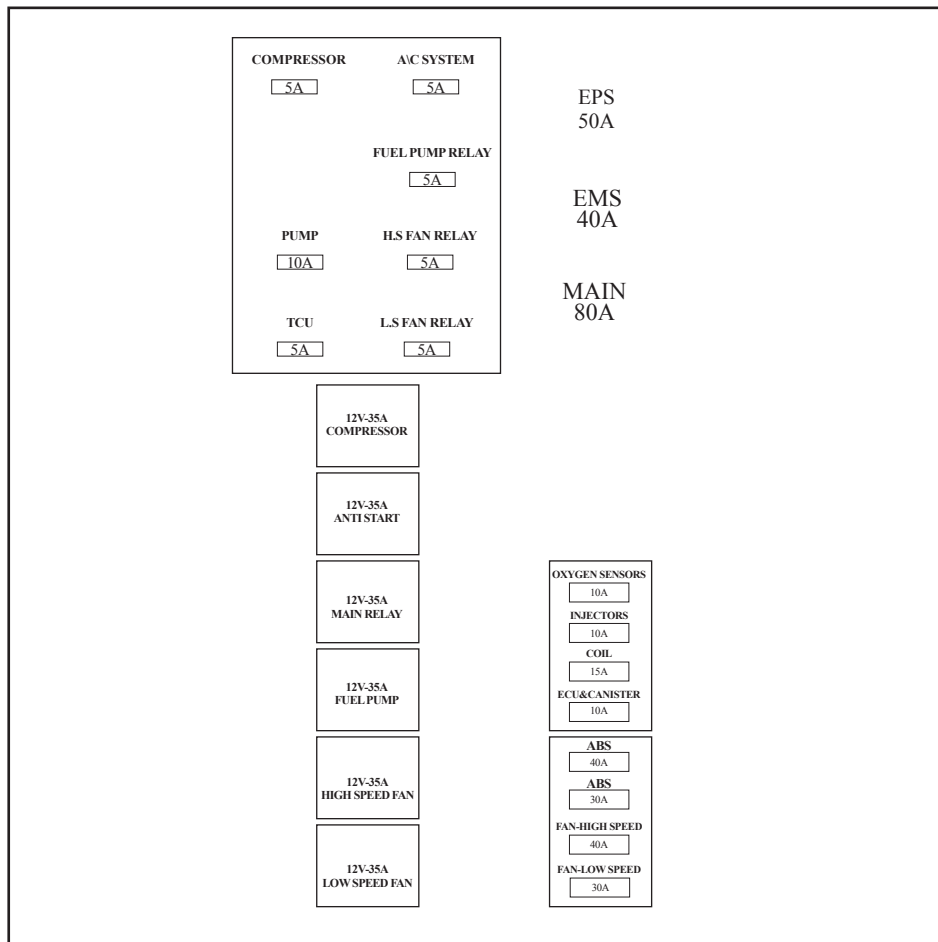 COMPRESSOR
5A
A\C SYSTEM
5A
FUEL PUMP RELAY
5A
PUMP
10A
H.S FAN RELAY
5A
TCU
5A
L.S FAN RELAY
5A
EPS
50A
EMS
40A
MAIN
80A
12V-35A
COMPRESSOR
12V-35A
ANTI START
12V-35A
MAIN RELAY
12V-35A
FUEL PUMP
12V-35A
HIGH SPEED FAN
12V-35A
LOW SPEED FAN
OXYGEN SENSORS
10A
INJECTORS
10A
COIL
15A
ECU&CANISTER
10A
ABS
40A
ABS
30A
FAN-HIGH SPEED
40A
FAN-LOW SPEED
30A